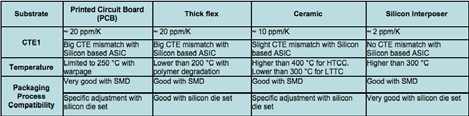 Substrate
Printed Circuit Board
(PCB)
Thick flex
Ceramic
Silicon Interposer
CTE1
~ 20 ppm/K
~ 20 ppm/K
~ 10 ppm/K
~ 2 ppm/K
Big CTE mismatch with
Silicon based ASIC
Big CTE mismatch with
Silicon based ASIC
Slight CTE mismatch with Silicon
based ASIC
No CTE mismatch with
Silicon based ASIC
Temperature
Limited to 250 °C with
warpage
Lower than 200 °C with
polymer degradation
Higher than 400 °C for HTCC.
Lower than 300 °C for LTTC
Higher than 300 °C
Packaging
Process
Compatibility
Very good with SMD
Good with SMD
Good with SMD
Good with SMD
Specific adjustment with
silicon die set
Good with silicon die set
Specific adjustment with silicon
die set
Very good with silicon die set